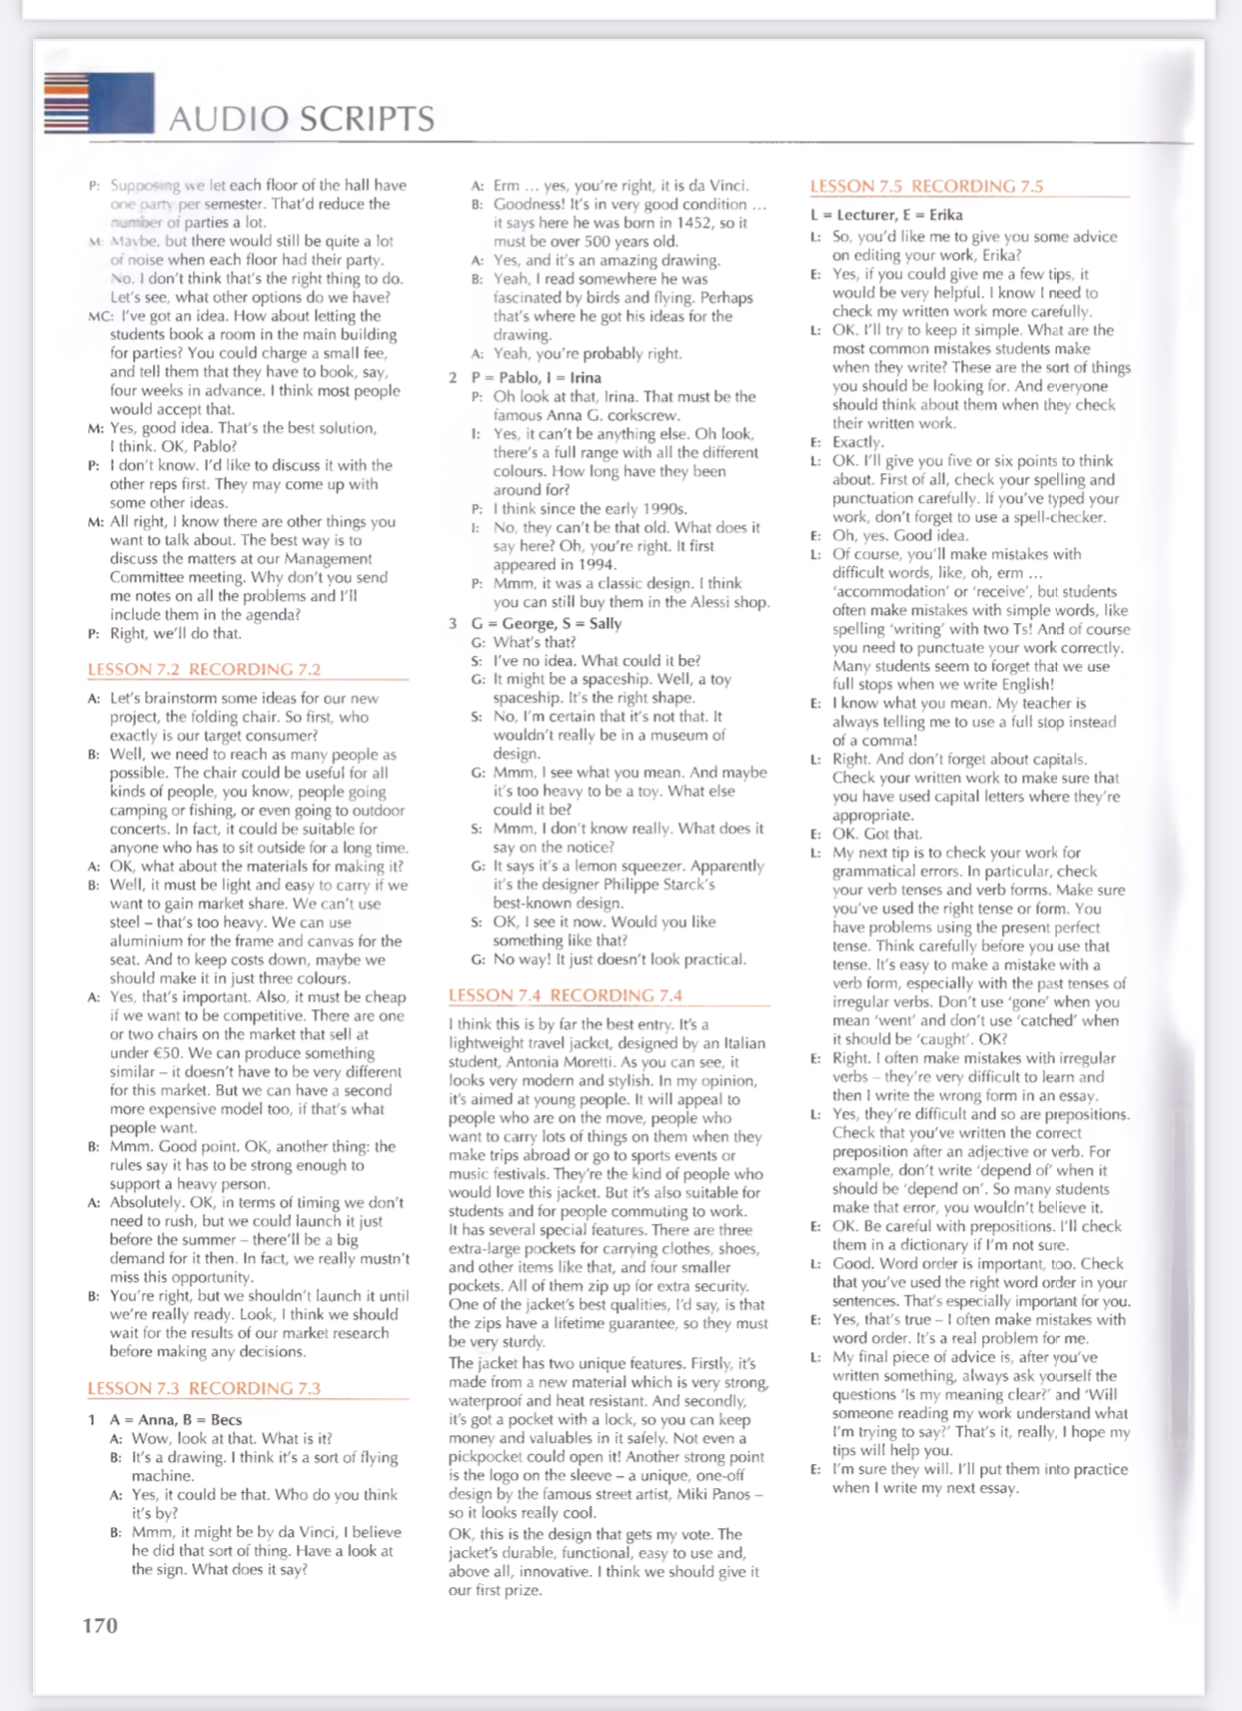 AUDIO SCRIPTS
P: Supposing we let each floor of the hall have
one party per semester. That'd reduce the
number of parties a lot.
M: Maybe, but there would still be quite a lot
of noise when each floor had their party.
No. I don't think that's the right thing to do.
Let's see, what other options do we have?
MC: I've got an idea. How about letting the
students book a room in the main building
for parties? You could charge a small fee,
and tell them that they have to book, say,
four weeks in advance. I think most people
would accept that.
M: Yes, good idea. That's the best solution,
I think. OK, Pablo?
P: I don't know. I'd like to discuss it with the
other reps first. They may come up with
some other ideas.
M: All right, I know there are other things you
want to talk about. The best way is to
discuss the matters at our Management
Committee meeting. Why don't you send
me notes on all the problems and I'll
include them in the agenda?
P: Right, we'll do that.
LESSON 7.2 RECORDING 7.2
A: Let's brainstorm some ideas for our new
project, the folding chair. So first, who
exactly is our target consumer?
B: Well, we need to reach as many people as
possible. The chair could be useful for all
kinds of people, you know, people going
camping or fishing, or even going to outdoor
concerts. In fact, it could be suitable for
anyone who has to sit outside for a long time.
A: OK, what about the materials for making it?
B: Well, it must be light and easy to carry if we
want to gain market share. We can't use
steel – that's too heavy. We can use
aluminium for the frame and canvas for the
seat. And to keep costs down, maybe we
should make it in just three colours.
A: Yes, that's important. Also, it must be cheap
if we want to be competitive. There are one
or two chairs on the market that sell at
under €50. We can produce something
similar – it doesn't have to be very different
for this market. But we can have a second
more expensive model too, if that's what
people want.
B: Mmm. Good point. OK, another thing: the
rules say it has to be strong enough to
support a heavy person.
A: Absolutely. OK, in terms of timing we don't
need to rush, but we could launch it just
before the summer – there'll be a big
demand for it then. In fact, we really mustn't
miss this opportunity.
B: You're right, but we shouldn't launch it until
we're really ready. Look, I think we should
wait for the results of our market research
before making any decisions.
LESSON 7.3 RECORDING 7.3
1 A = Anna, B = Becs
A: Wow, look at that. What is it?
B: It's a drawing. I think it's a sort of flying
machine.
A: Yes, it could be that. Who do you think
it's by?
B: Mmm, it might be by da Vinci, I believe
he did that sort of thing. Have a look at
the sign. What does it say?
A: Erm ... yes, you're right, it is da Vinci.
B: Goodness! It's in very good condition ...
it says here he was born in 1452, so it
must be over 500 years old.
A: Yes, and it's an amazing drawing.
B: Yeah, I read somewhere he was
fascinated by birds and flying. Perhaps
that's where he got his ideas for the
drawing.
A: Yeah, you're probably right.
2 P = Pablo, I = Irina
P: Oh look at that, Irina. That must be the
famous Anna G. corkscrew.
I: Yes, it can't be anything else. Oh look,
there's a full range with all the different
colours. How long have they been
around for?
P: I think since the early 1990s.
I: No, they can't be that old. What does it
say here? Oh, you're right. It first
appeared in 1994.
P: Mmm, it was a classic design. I think
you can still buy them in the Alessi shop.
3 G = George, S = Sally
G: What's that?
S: I've no idea. What could it be?
G: It might be a spaceship. Well, a toy
spaceship. It's the right shape.
S: No, I'm certain that it's not that. It
wouldn't really be in a museum of
design.
G: Mmm, I see what you mean. And maybe
it's too heavy to be a toy. What else
could it be?
S: Mmm, I don't know really. What does it
say on the notice?
G: It says it's a lemon squeezer. Apparently
it's the designer Philippe Starck's
best-known design.
S: OK, I see it now. Would you like
something like that?
G: No way! It just doesn't look practical.
LESSON 7.4 RECORDING 7.4
I think this is by far the best entry. It's a
lightweight travel jacket, designed by an Italian
student, Antonia Moretti. As you can see, it
looks very modern and stylish. In my opinion,
it's aimed at young people. It will appeal to
people who are on the move, people who
want to carry lots of things on them when they
make trips abroad or go to sports events or
music festivals. They're the kind of people who
would love this jacket. But it's also suitable for
students and for people commuting to work.
It has several special features. There are three
extra-large pockets for carrying clothes, shoes,
and other items like that, and four smaller
pockets. All of them zip up for extra security.
One of the jacket's best qualities, I'd say, is that
the zips have a lifetime guarantee, so they must
be very sturdy.
The jacket has two unique features. Firstly, it's
made from a new material which is very strong,
waterproof and heat resistant. And secondly,
it's got a pocket with a lock, so you can keep
money and valuables in it safely. Not even a
pickpocket could open it! Another strong point
is the logo on the sleeve – a unique, one-off
design by the famous street artist, Miki Panos –
so it looks really cool.
OK, this is the design that gets my vote. The
jacket's durable, functional, easy to use and,
above all, innovative. I think we should give it
our first prize.
LESSON 7.5 RECORDING 7.5
L = Lecturer, E = Erika
L: So, you'd like me to give you some advice
on editing your work, Erika?
E: Yes, if you could give me a few tips, it
would be very helpful. I know I need to
check my written work more carefully.
L: OK. I'll try to keep it simple. What are the
most common mistakes students make
when they write? These are the sort of things
you should be looking for. And everyone
should think about them when they check
their written work.
E: Exactly.
L: OK. I'll give you five or six points to think
about. First of all, check your spelling and
punctuation carefully. If you've typed your
work, don't forget to use a spell-checker.
E: Oh, yes. Good idea.
L: Of course, you'll make mistakes with
difficult words, like, oh, erm ...
'accommodation' or 'receive', but students
often make mistakes with simple words, like
spelling 'writing' with two Ts! And of course
you need to punctuate your work correctly.
Many students seem to forget that we use
full stops when we write English!
E: I know what you mean. My teacher is
always telling me to use a full stop instead
of a comma!
L: Right. And don't forget about capitals.
Check your written work to make sure that
you have used capital letters where they're
appropriate.
E: OK. Got that.
L: My next tip is to check your work for
grammatical errors. In particular, check
your verb tenses and verb forms. Make sure
you've used the right tense or form. You
have problems using the present perfect
tense. Think carefully before you use that
tense. It's easy to make a mistake with a
verb form, especially with the past tenses of
irregular verbs. Don't use 'gone' when you
mean 'went' and don't use 'catched' when
it should be 'caught'. OK?
E: Right. I often make mistakes with irregular
verbs – they're very difficult to learn and
then I write the wrong form in an essay.
L: Yes, they're difficult and so are prepositions.
Check that you've written the correct
preposition after an adjective or verb. For
example, don't write 'depend of' when it
should be 'depend on'. So many students
make that error, you wouldn't believe it.
E: OK. Be careful with prepositions. I'll check
them in a dictionary if I'm not sure.
L: Good. Word order is important, too. Check
that you've used the right word order in your
sentences. That's especially important for you.
E: Yes, that's true – I often make mistakes with
word order. It's a real problem for me.
L: My final piece of advice is, after you've
written something, always ask yourself the
questions 'Is my meaning clear?' and 'Will
someone reading my work understand what
I'm trying to say?' That's it, really, I hope my
tips will help you.
E: I'm sure they will. I'll put them into practice
when I write my next essay.
170